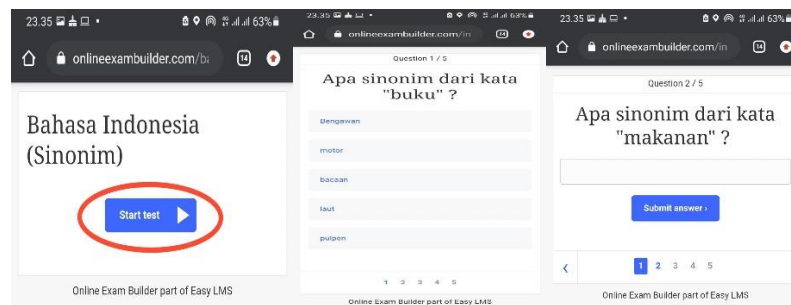 23.35
63%
onlineexambuilder.com/ba
14
Bahasa Indonesia
(Sinonim)
Start test
Online Exam Builder part of Easy LMS
23.35
63%
onlineexambuilder.com/in
14
Question 1 / 5
Apa sinonim dari kata
"buku" ?
Bengawan
motor
bacaan
laut
pulpen
1 2 3 4 5
Online Exam Builder part of Easy LMS
23.35
63%
onlineexambuilder.com/in
14
Question 2 / 5
Apa sinonim dari kata
"makanan" ?
Submit answer ›
‹ 1 2 3 4 5
Online Exam Builder part of Easy LMS